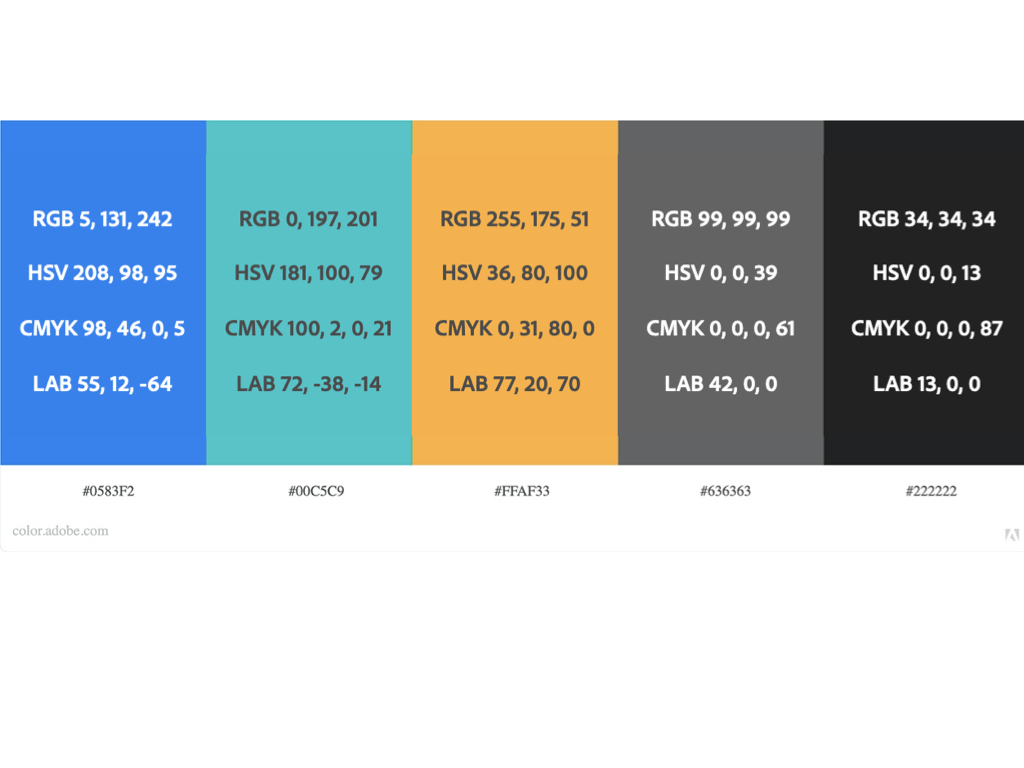 RGB 5, 131, 242
HSV 208, 98, 95
CMYK 98, 46, 0, 5
LAB 55, 12, -64
#0583F2
RGB 0, 197, 201
HSV 181, 100, 79
CMYK 100, 2, 0, 21
LAB 72, -38, -14
#00C5C9
RGB 255, 175, 51
HSV 36, 80, 100
CMYK 0, 31, 80, 0
LAB 77, 20, 70
#FFAF33
RGB 99, 99, 99
HSV 0, 0, 39
CMYK 0, 0, 0, 61
LAB 42, 0, 0
#636363
RGB 34, 34, 34
HSV 0, 0, 13
CMYK 0, 0, 0, 87
LAB 13, 0, 0
#222222
color.adobe.com